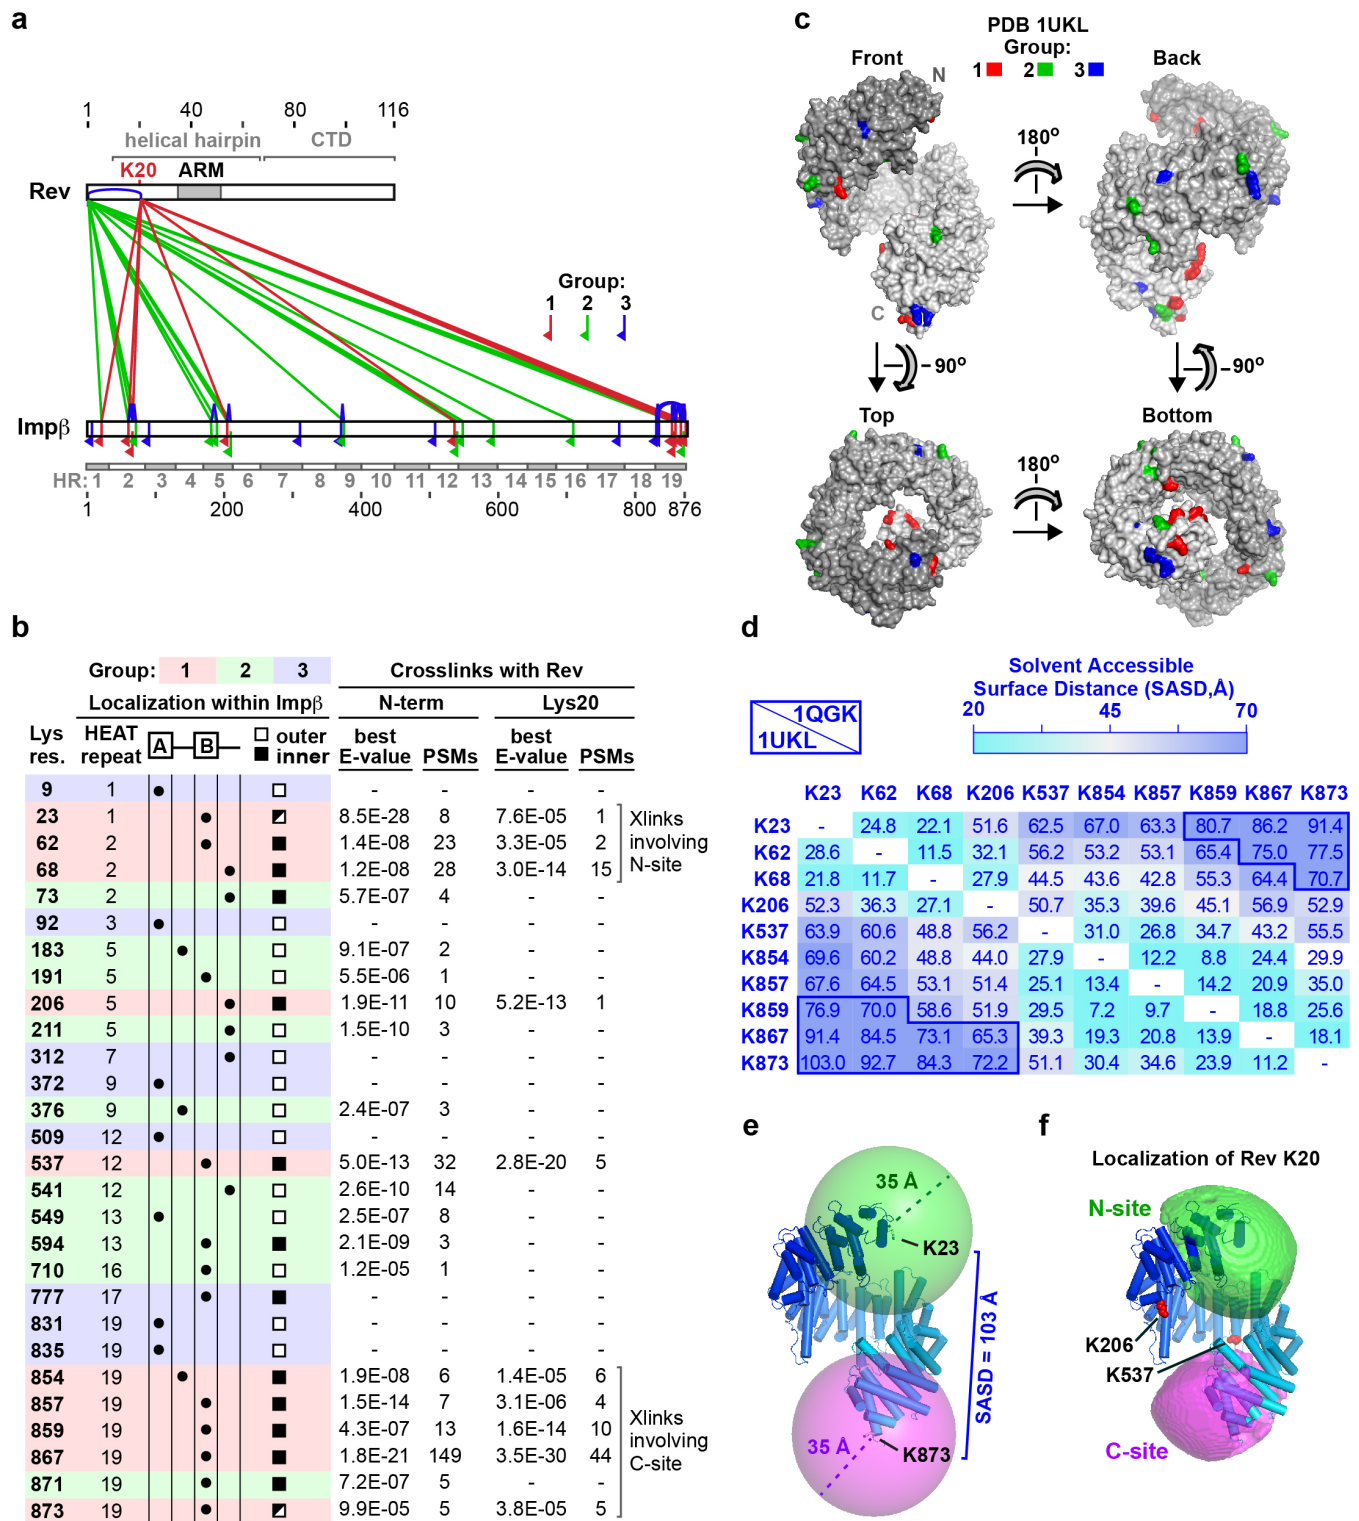 a
1 40 80 116
helical hairpin CTD
K20 ARM
Rev
Group:
1 2 3
Impβ
HR: 1 2 3 4 5 6 7 8 9 10 11 12 13 14 15 16 17 18 19
1 200 400 600 800 876
b
Group: 1 2 3
Crosslinks with Rev
Localization within Impβ
N-term Lys20
Lys res. HEAT repeat A B outer inner best E-value PSMs best E-value PSMs
9 1 - - - -
23 1 8.5E-28 8 7.6E-05 1
62 2 1.4E-08 23 3.3E-05 2
68 2 1.2E-08 28 3.0E-14 15
Xlinks involving N-site
73 2 5.7E-07 4 - -
92 3 - - - -
183 5 9.1E-07 2 - -
191 5 5.5E-06 1 - -
206 5 1.9E-11 10 5.2E-13 1
211 5 1.5E-10 3 - -
312 7 - - - -
372 9 - - - -
376 9 2.4E-07 3 - -
509 12 - - - -
537 12 5.0E-13 32 2.8E-20 5
541 12 2.6E-10 14 - -
549 13 2.5E-07 8 - -
594 13 2.1E-09 3 - -
710 16 1.2E-05 1 - -
777 17 - - - -
831 19 - - - -
835 19 - - - -
854 19 1.9E-08 6 1.4E-05 6
857 19 1.5E-14 7 3.1E-06 4
859 19 4.3E-07 13 1.6E-14 10
867 19 1.8E-21 149 3.5E-30 44
871 19 7.2E-07 5 - -
873 19 9.9E-05 5 3.8E-05 5
Xlinks involving C-site
c
PDB 1UKL
Group:
1 2 3
Front Back
N
C
180º
90º
90º
Top Bottom
180º
d
Solvent Accessible
Surface Distance (SASD,Å)
20 45 70
1QGK
1UKL
K23 K62 K68 K206 K537 K854 K857 K859 K867 K873
K23 - 24.8 22.1 51.6 62.5 67.0 63.3 80.7 86.2 91.4
K62 28.6 - 11.5 32.1 56.2 53.2 53.1 65.4 75.0 77.5
K68 21.8 11.7 - 27.9 44.5 43.6 42.8 55.3 64.4 70.7
K206 52.3 36.3 27.1 - 50.7 35.3 39.6 45.1 56.9 52.9
K537 63.9 60.6 48.8 56.2 - 31.0 26.8 34.7 43.2 55.5
K854 69.6 60.2 48.8 44.0 27.9 - 12.2 8.8 24.4 29.9
K857 67.6 64.5 53.1 51.4 25.1 13.4 - 14.2 20.9 35.0
K859 76.9 70.0 58.6 51.9 29.5 7.2 9.7 - 18.8 25.6
K867 91.4 84.5 73.1 65.3 39.3 19.3 20.8 13.9 - 18.1
K873 103.0 92.7 84.3 72.2 51.1 30.4 34.6 23.9 11.2 -
e
35 Å
K23
SASD = 103 Å
35 Å
K873
f
Localization of Rev K20
N-site
K206
K537
C-site